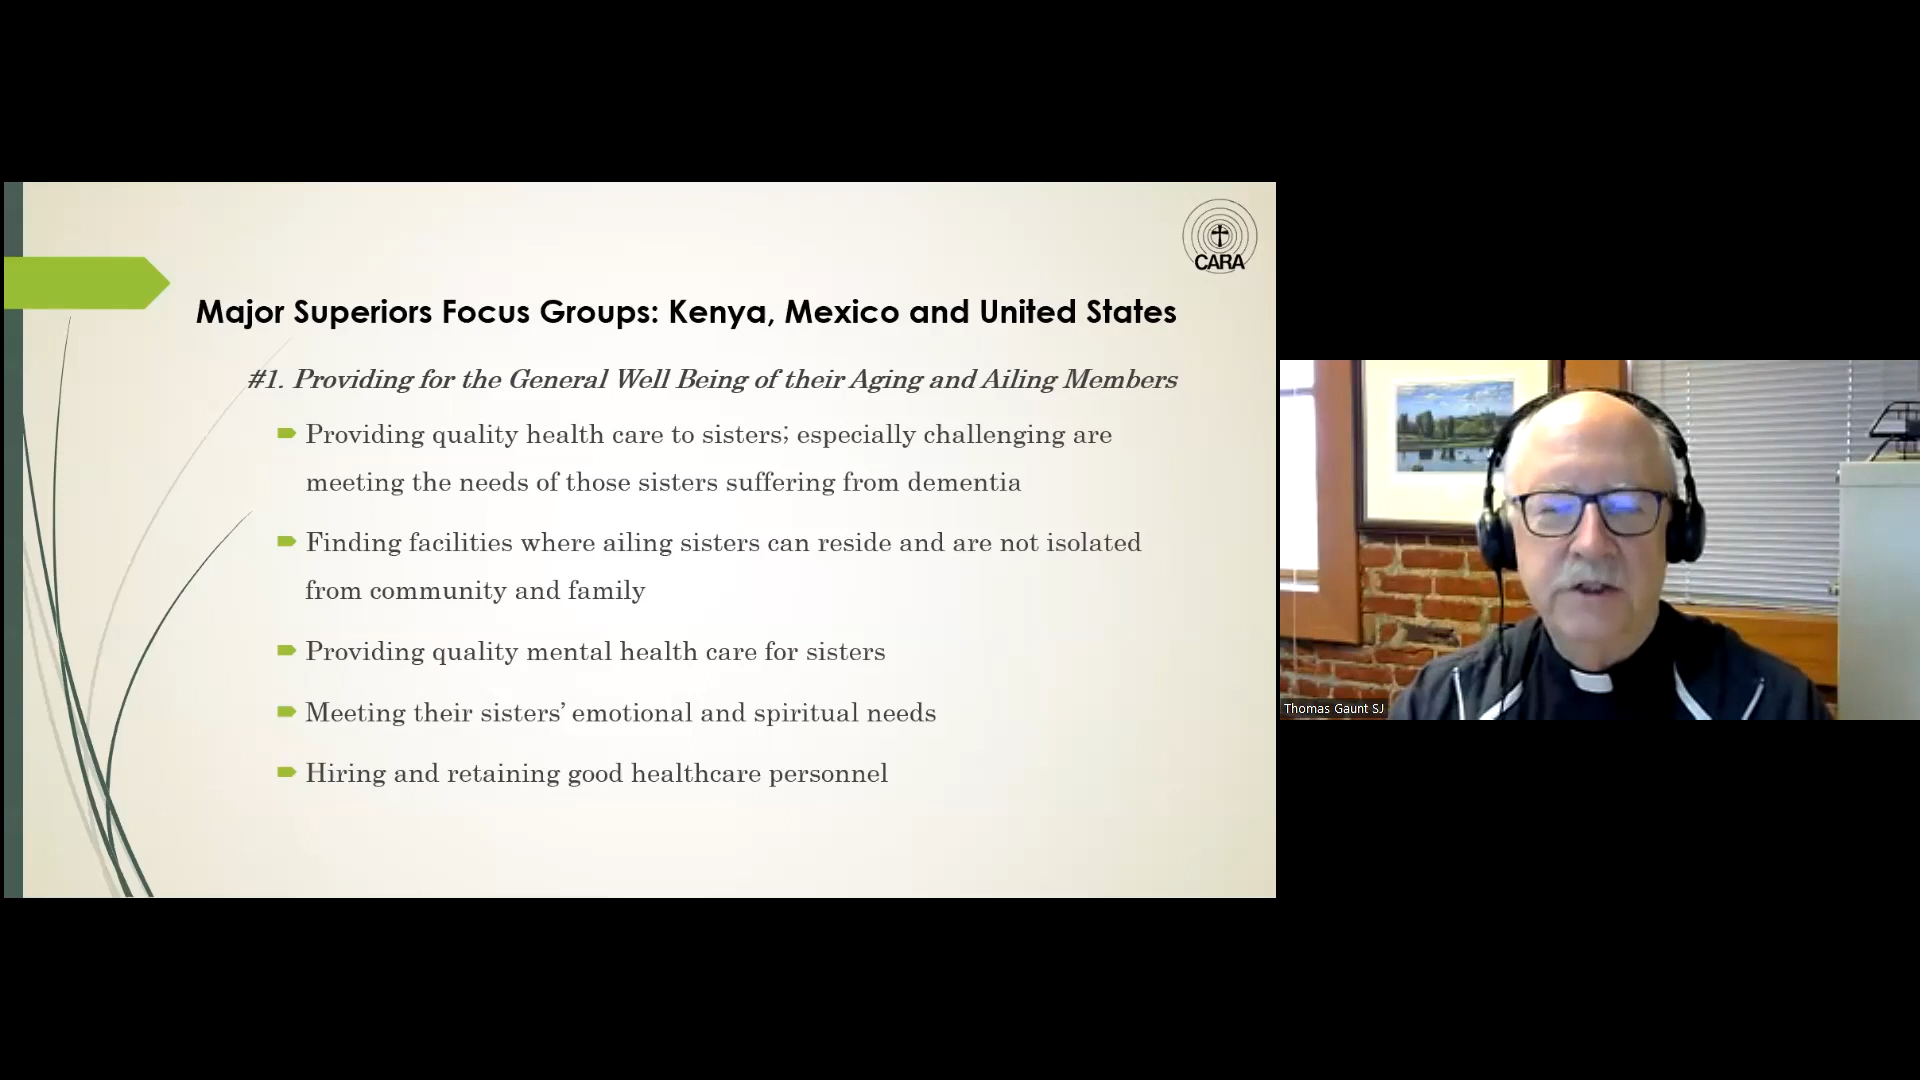 CARA
Major Superiors Focus Groups: Kenya, Mexico and United States
#1. Providing for the General Well Being of their Aging and Ailing Members
Providing quality health care to sisters; especially challenging are
meeting the needs of those sisters suffering from dementia
Finding facilities where ailing sisters can reside and are not isolated
from community and family
Providing quality mental health care for sisters
Meeting their sisters’ emotional and spiritual needs
Hiring and retaining good healthcare personnel
Thomas Gaunt SJ